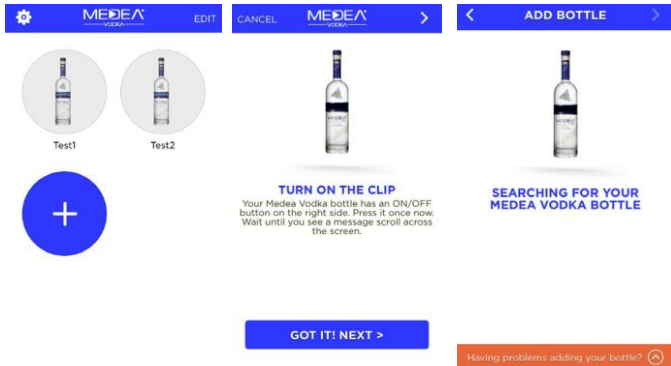 MEDEA
VODKA
EDIT
Test1
Test2
CANCEL
MEDEA
VODKA
TURN ON THE CLIP
Your Medea Vodka bottle has an ON/OFF
button on the right side. Press it once now.
Wait until you see a message scroll across
the screen.
GOT IT! NEXT >
ADD BOTTLE
SEARCHING FOR YOUR
MEDEA VODKA BOTTLE
Having problems adding your bottle?